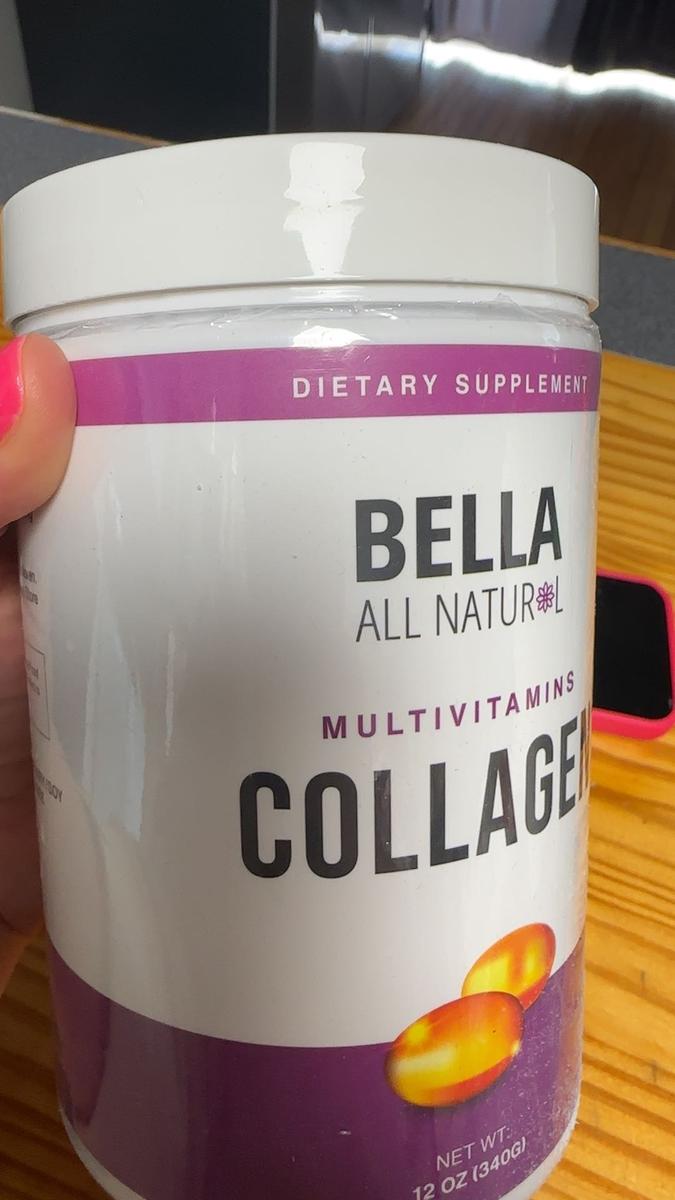 DIETARY SUPPLEMENT
BELLA
ALL NATURAL
MULTIVITAMINS
COLLAGEN
NET WT:
12 OZ (340G)